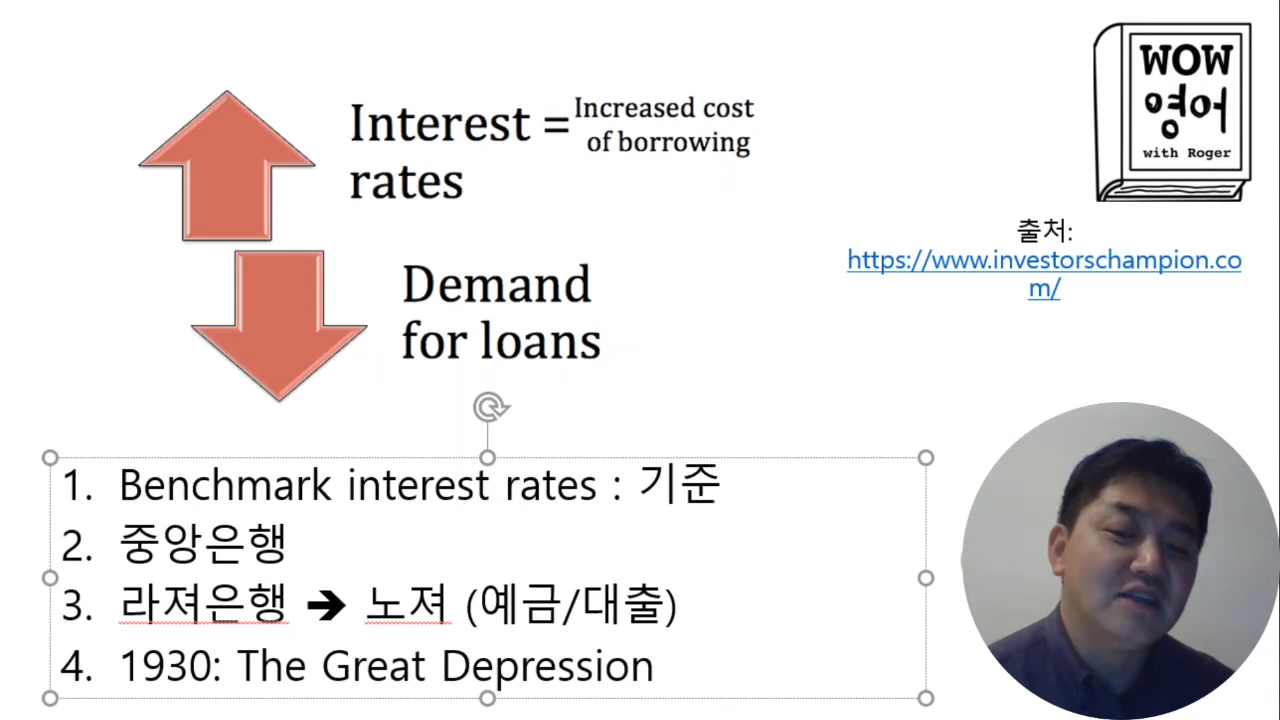 Interest =
rates
Increased cost
of borrowing
Demand
for loans
WOW
영어
with Roger
출처:
https://www.investorschampion.co
m/
1. Benchmark interest rates : 기준
2. 중앙은행
3. 라져은행 ➔ 노져 (예금/대출)
4. 1930: The Great Depression